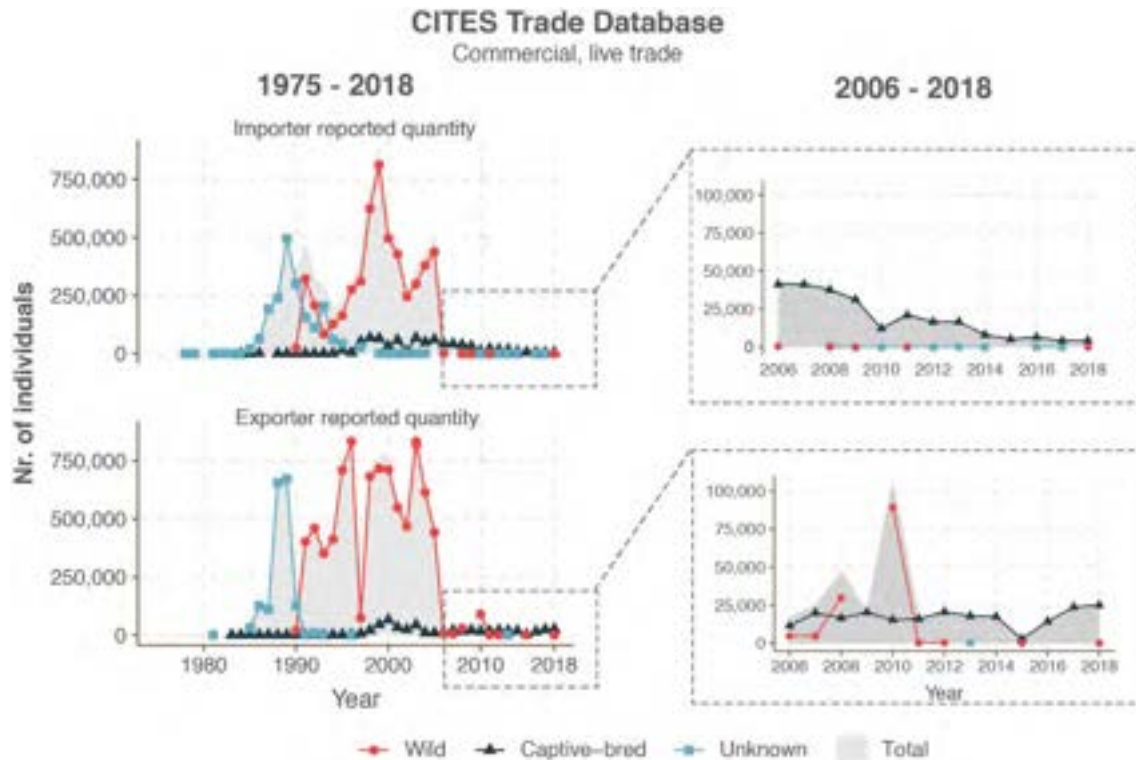 CITES Trade Database
Commercial, live trade
1975 - 2018
2006 - 2018
Importer reported quantity
750,000
500,000
250,000
0
100,000
75,000
50,000
25,000
0
2006 2008 2010 2012 2014 2016 2018
Nr. of individuals
Exporter reported quantity
750,000
500,000
250,000
0
1980 1990 2000 2010 2018
Year
100,000
75,000
50,000
25,000
0
2006 2008 2010 2012 2014 2016 2018
Year
Wild Captive-bred Unknown Total